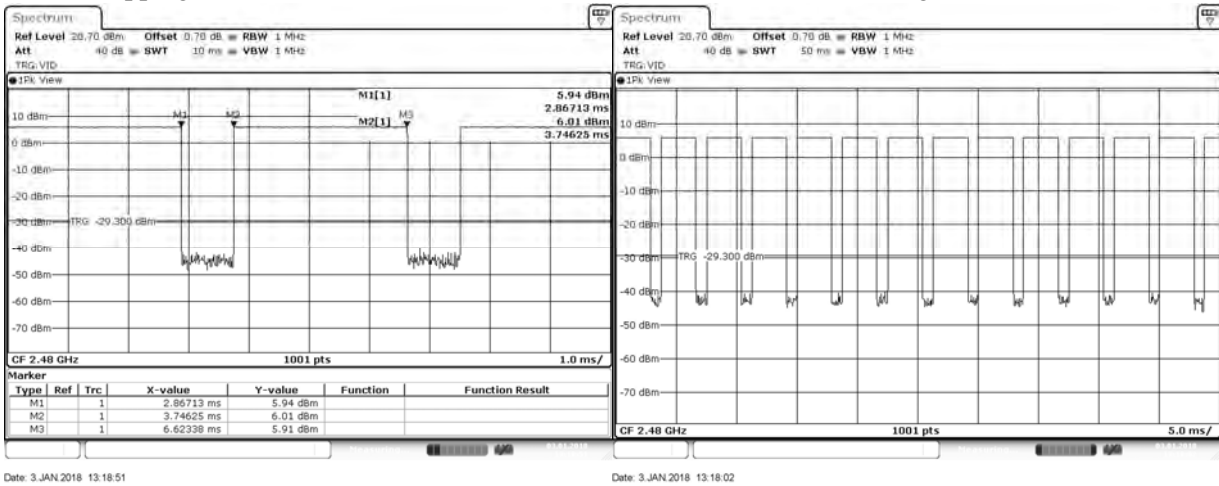 Spectrum
Ref Level 20.70 dBm Offset 0.70 dB RBW 1 MHz
Att 40 dB SWT 10 ms VBW 1 MHz
TRG:VID
1Pk View
M1[1] 5.94 dBm
2.86713 ms
M2[1] 6.01 dBm
3.74625 ms
M1 M2 M3
10 dBm
0 dBm
-10 dBm
-20 dBm
-30 dBm TRG -29.300 dBm
-40 dBm
-50 dBm
-60 dBm
-70 dBm
CF 2.48 GHz 1001 pts 1.0 ms/
Marker
Type Ref Trc X-value Y-value Function Function Result
M1 1 2.86713 ms 5.94 dBm
M2 1 3.74625 ms 6.01 dBm
M3 1 6.62338 ms 5.91 dBm
Date: 3.JAN.2018 13:18:51
Spectrum
Ref Level 20.70 dBm Offset 0.70 dB RBW 1 MHz
Att 40 dB SWT 50 ms VBW 1 MHz
TRG:VID
1Pk View
10 dBm
0 dBm
-10 dBm
-20 dBm
-30 dBm TRG -29.300 dBm
-40 dBm
-50 dBm
-60 dBm
-70 dBm
CF 2.48 GHz 1001 pts 5.0 ms/
Date: 3.JAN.2018 13:18:02